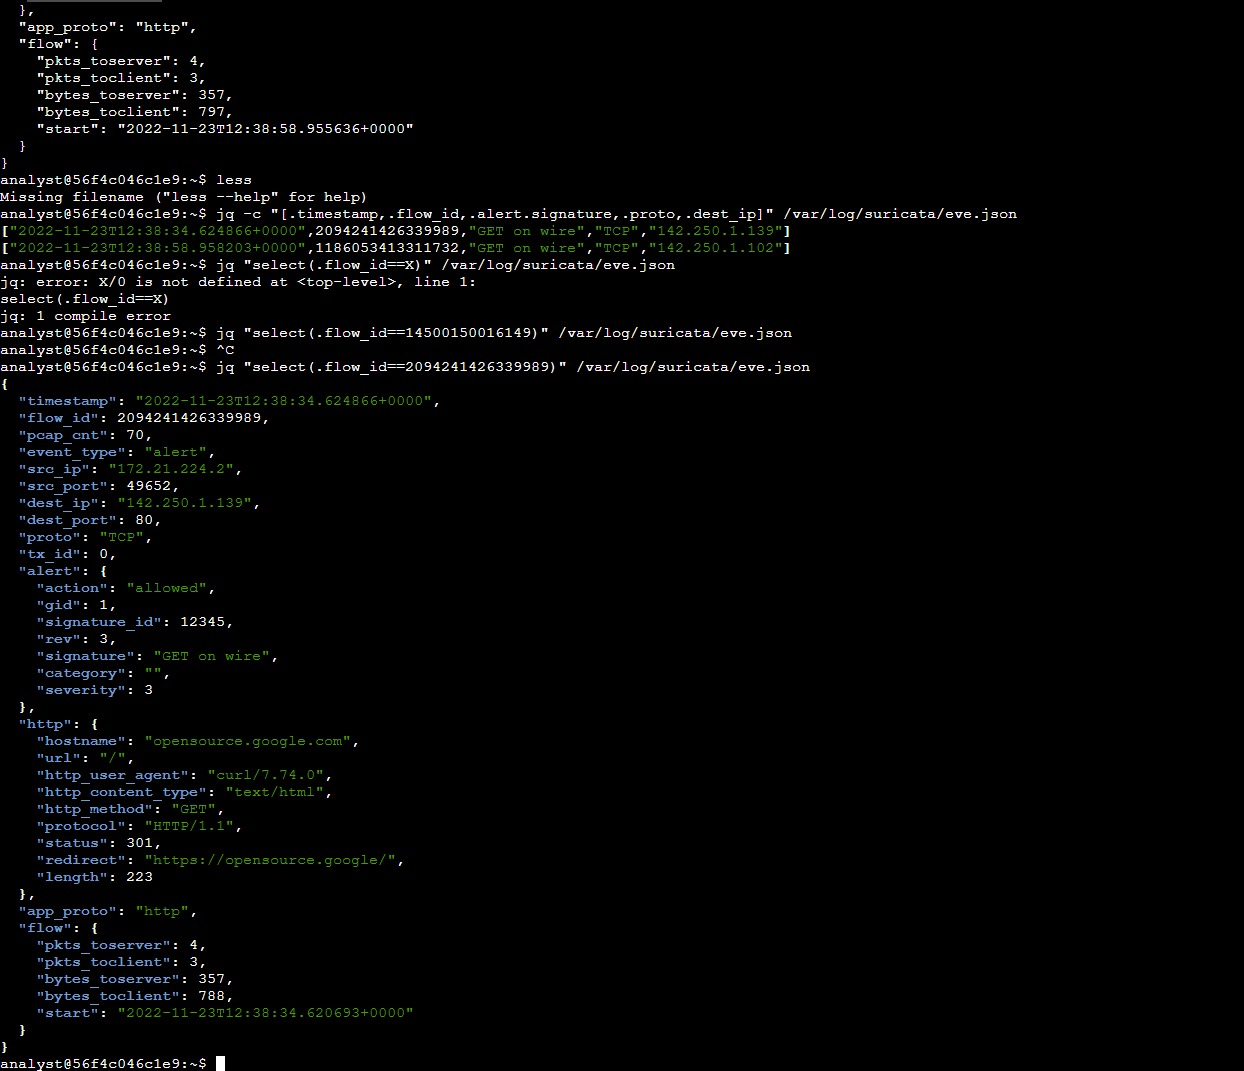 },
  "app_proto": "http",
  "flow": {
    "pkts_toserver": 4,
    "pkts_toclient": 3,
    "bytes_toserver": 357,
    "bytes_toclient": 797,
    "start": "2022-11-23T12:38:58.955636+0000"
  }
}
analyst@56f4c046c1e9:~$ less
Missing filename ("less --help" for help)
analyst@56f4c046c1e9:~$ jq -c "[.timestamp,.flow_id,.alert.signature,.proto,.dest_ip]" /var/log/suricata/eve.json
["2022-11-23T12:38:34.624866+0000",2094241426339989,"GET on wire","TCP","142.250.1.139"]
["2022-11-23T12:38:58.958203+0000",1186053413311732,"GET on wire","TCP","142.250.1.102"]
analyst@56f4c046c1e9:~$ jq "select(.flow_id==X)" /var/log/suricata/eve.json
jq: error: X/0 is not defined at <top-level>, line 1:
select(.flow_id==X)
jq: 1 compile error
analyst@56f4c046c1e9:~$ jq "select(.flow_id==14500150016149)" /var/log/suricata/eve.json
analyst@56f4c046c1e9:~$ ^C
analyst@56f4c046c1e9:~$ jq "select(.flow_id==2094241426339989)" /var/log/suricata/eve.json
{
  "timestamp": "2022-11-23T12:38:34.624866+0000",
  "flow_id": 2094241426339989,
  "pcap_cnt": 70,
  "event_type": "alert",
  "src_ip": "172.21.224.2",
  "src_port": 49652,
  "dest_ip": "142.250.1.139",
  "dest_port": 80,
  "proto": "TCP",
  "tx_id": 0,
  "alert": {
    "action": "allowed",
    "gid": 1,
    "signature_id": 12345,
    "rev": 3,
    "signature": "GET on wire",
    "category": "",
    "severity": 3
  },
  "http": {
    "hostname": "opensource.google.com",
    "url": "/",
    "http_user_agent": "curl/7.74.0",
    "http_content_type": "text/html",
    "http_method": "GET",
    "protocol": "HTTP/1.1",
    "status": 301,
    "redirect": "https://opensource.google/",
    "length": 223
  },
  "app_proto": "http",
  "flow": {
    "pkts_toserver": 4,
    "pkts_toclient": 3,
    "bytes_toserver": 357,
    "bytes_toclient": 788,
    "start": "2022-11-23T12:38:34.620693+0000"
  }
}
analyst@56f4c046c1e9:~$